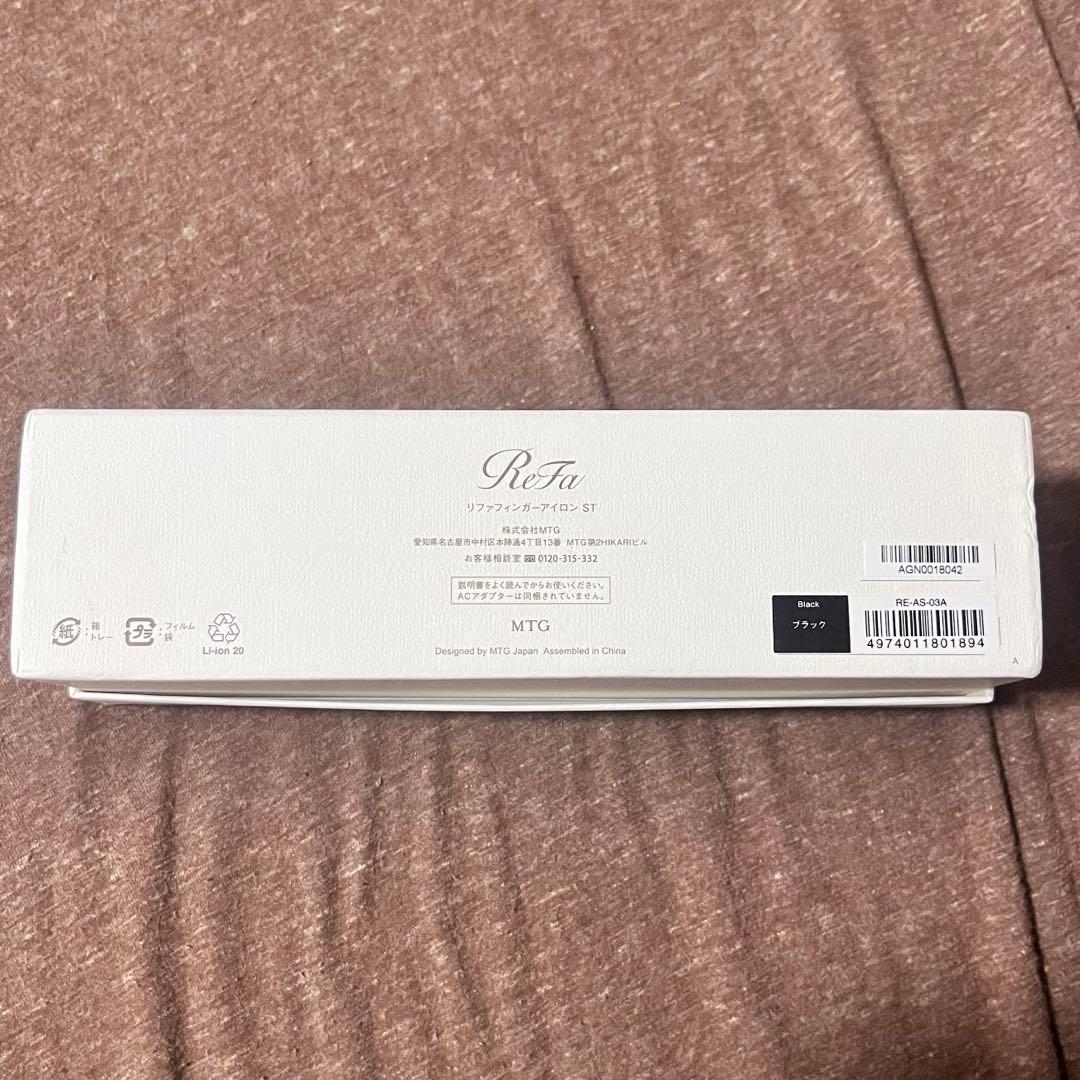 ReFa
リファフィンガーアイロン ST
株式会社MTG
愛知県名古屋市中村区本陣通4丁目13番 MTG第2HIKARIビル
お客様相談室 0120-315-332
説明書をよく読んでからお使いください。
ACアダプターは同梱されていません。
MTG
Designed by MTG Japan Assembled in China
紙
:箱
・トレー
プラ
:フィルム
・袋
Li-ion 20
AGN0018042
Black
ブラック
RE-AS-03A
4974011801894
A